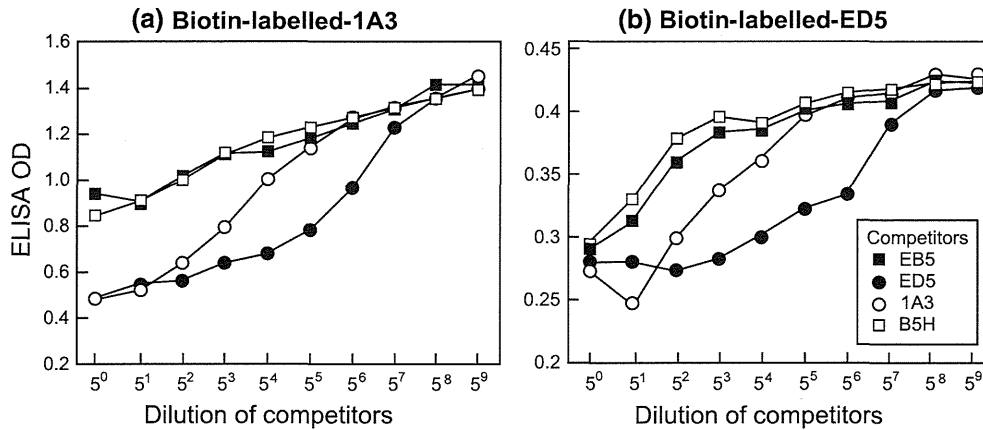 (a) Biotin-labelled-1A3
ELISA OD
1.6
1.4
1.2
1.0
0.8
0.6
0.4
0.2
5⁰ 5¹ 5² 5³ 5⁴ 5⁵ 5⁶ 5⁷ 5⁸ 5⁹
Dilution of competitors
(b) Biotin-labelled-ED5
0.45
0.4
0.35
0.3
0.25
0.2
Competitors
EB5
ED5
1A3
B5H
5⁰ 5¹ 5² 5³ 5⁴ 5⁵ 5⁶ 5⁷ 5⁸ 5⁹
Dilution of competitors